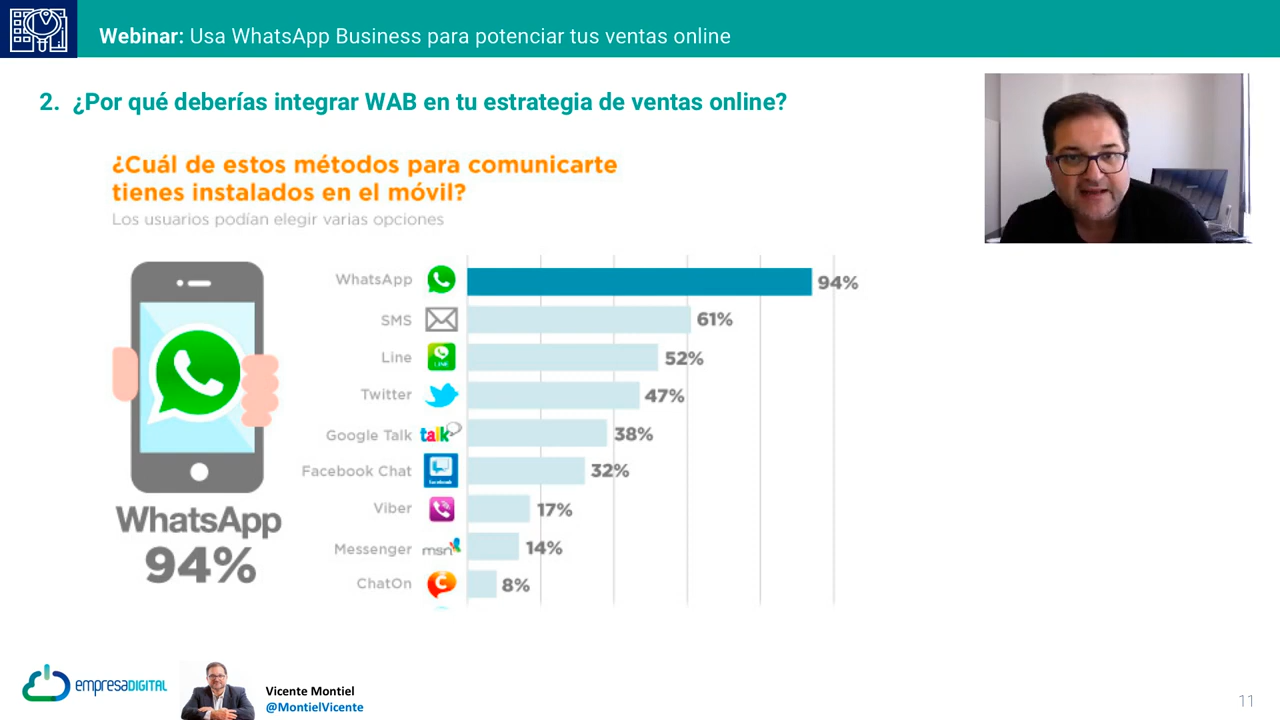 Webinar: Usa WhatsApp Business para potenciar tus ventas online
2. ¿Por qué deberías integrar WAB en tu estrategia de ventas online?
¿Cuál de estos métodos para comunicarte
tienes instalados en el móvil?
Los usuarios podían elegir varias opciones
WhatsApp 94%
SMS 61%
Line LINE 52%
Twitter 47%
Google Talk talk 38%
Facebook Chat facebook 32%
Viber 17%
Messenger msn 14%
ChatOn C 8%
WhatsApp
94%
empresaDIGITAL
Vicente Montiel
@MontielVicente
11